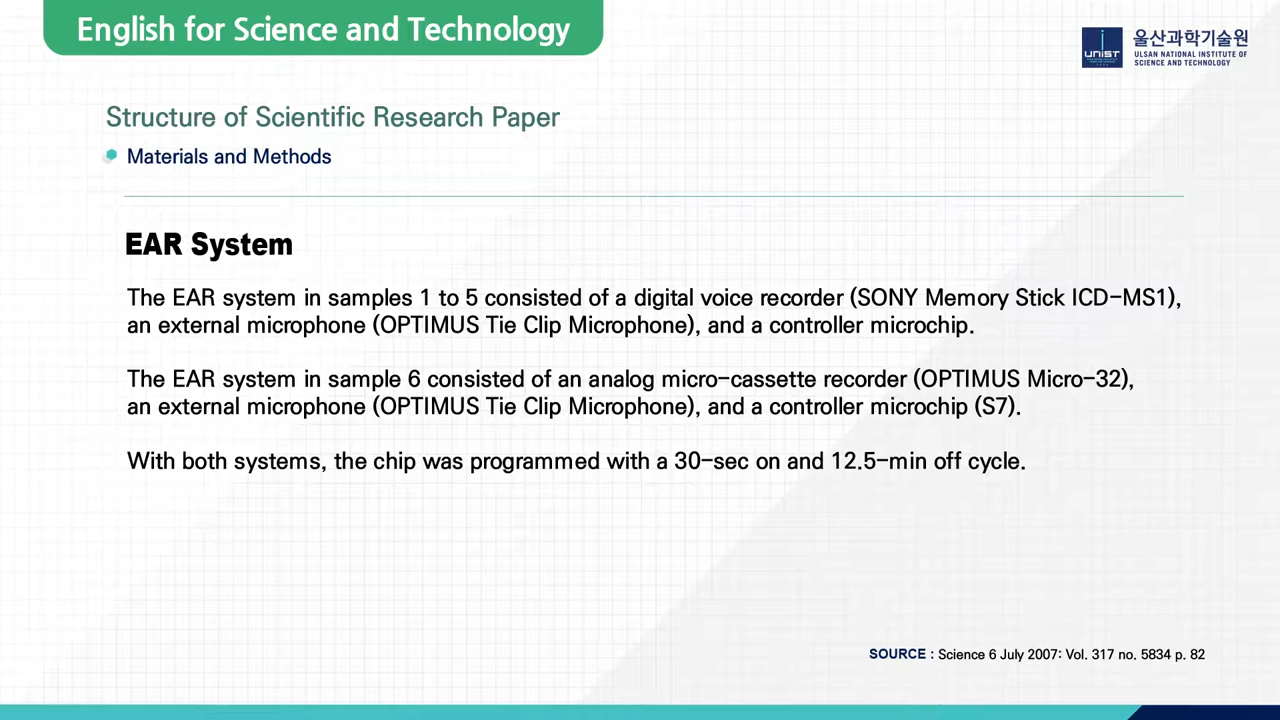 English for Science and Technology
UNIST
울산과학기술원
ULSAN NATIONAL INSTITUTE OF
SCIENCE AND TECHNOLOGY
Structure of Scientific Research Paper
Materials and Methods
EAR System
The EAR system in samples 1 to 5 consisted of a digital voice recorder (SONY Memory Stick ICD-MS1),
an external microphone (OPTIMUS Tie Clip Microphone), and a controller microchip.
The EAR system in sample 6 consisted of an analog micro-cassette recorder (OPTIMUS Micro-32),
an external microphone (OPTIMUS Tie Clip Microphone), and a controller microchip (S7).
With both systems, the chip was programmed with a 30-sec on and 12.5-min off cycle.
SOURCE : Science 6 July 2007: Vol. 317 no. 5834 p. 82